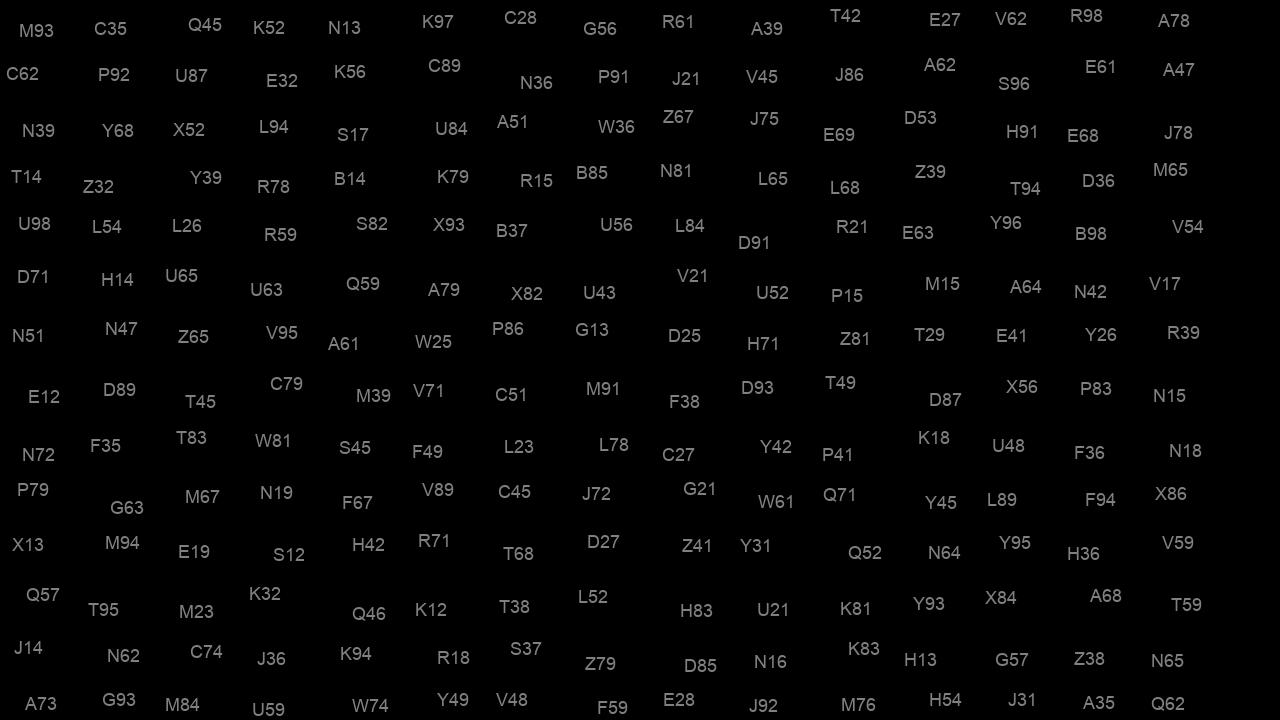 M93 C35 Q45 K52 N13 K97 C28 G56 R61 A39 T42 E27 V62 R98 A78
C62 P92 U87 E32 K56 C89 N36 P91 J21 V45 J86 A62 S96 E61 A47
N39 Y68 X52 L94 S17 U84 A51 W36 Z67 J75 E69 D53 H91 E68 J78
T14 Z32 Y39 R78 B14 K79 R15 B85 N81 L65 L68 Z39 T94 D36 M65
U98 L54 L26 R59 S82 X93 B37 U56 L84 D91 R21 E63 Y96 B98 V54
D71 H14 U65 U63 Q59 A79 X82 U43 V21 U52 P15 M15 A64 N42 V17
N51 N47 Z65 V95 A61 W25 P86 G13 D25 H71 Z81 T29 E41 Y26 R39
E12 D89 T45 C79 M39 V71 C51 M91 F38 D93 T49 D87 X56 P83 N15
N72 F35 T83 W81 S45 F49 L23 L78 C27 Y42 P41 K18 U48 F36 N18
P79 G63 M67 N19 F67 V89 C45 J72 G21 W61 Q71 Y45 L89 F94 X86
X13 M94 E19 S12 H42 R71 T68 D27 Z41 Y31 Q52 N64 Y95 H36 V59
Q57 T95 M23 K32 Q46 K12 T38 L52 H83 U21 K81 Y93 X84 A68 T59
J14 N62 C74 J36 K94 R18 S37 Z79 D85 N16 K83 H13 G57 Z38 N65
A73 G93 M84 U59 W74 Y49 V48 F59 E28 J92 M76 H54 J31 A35 Q62